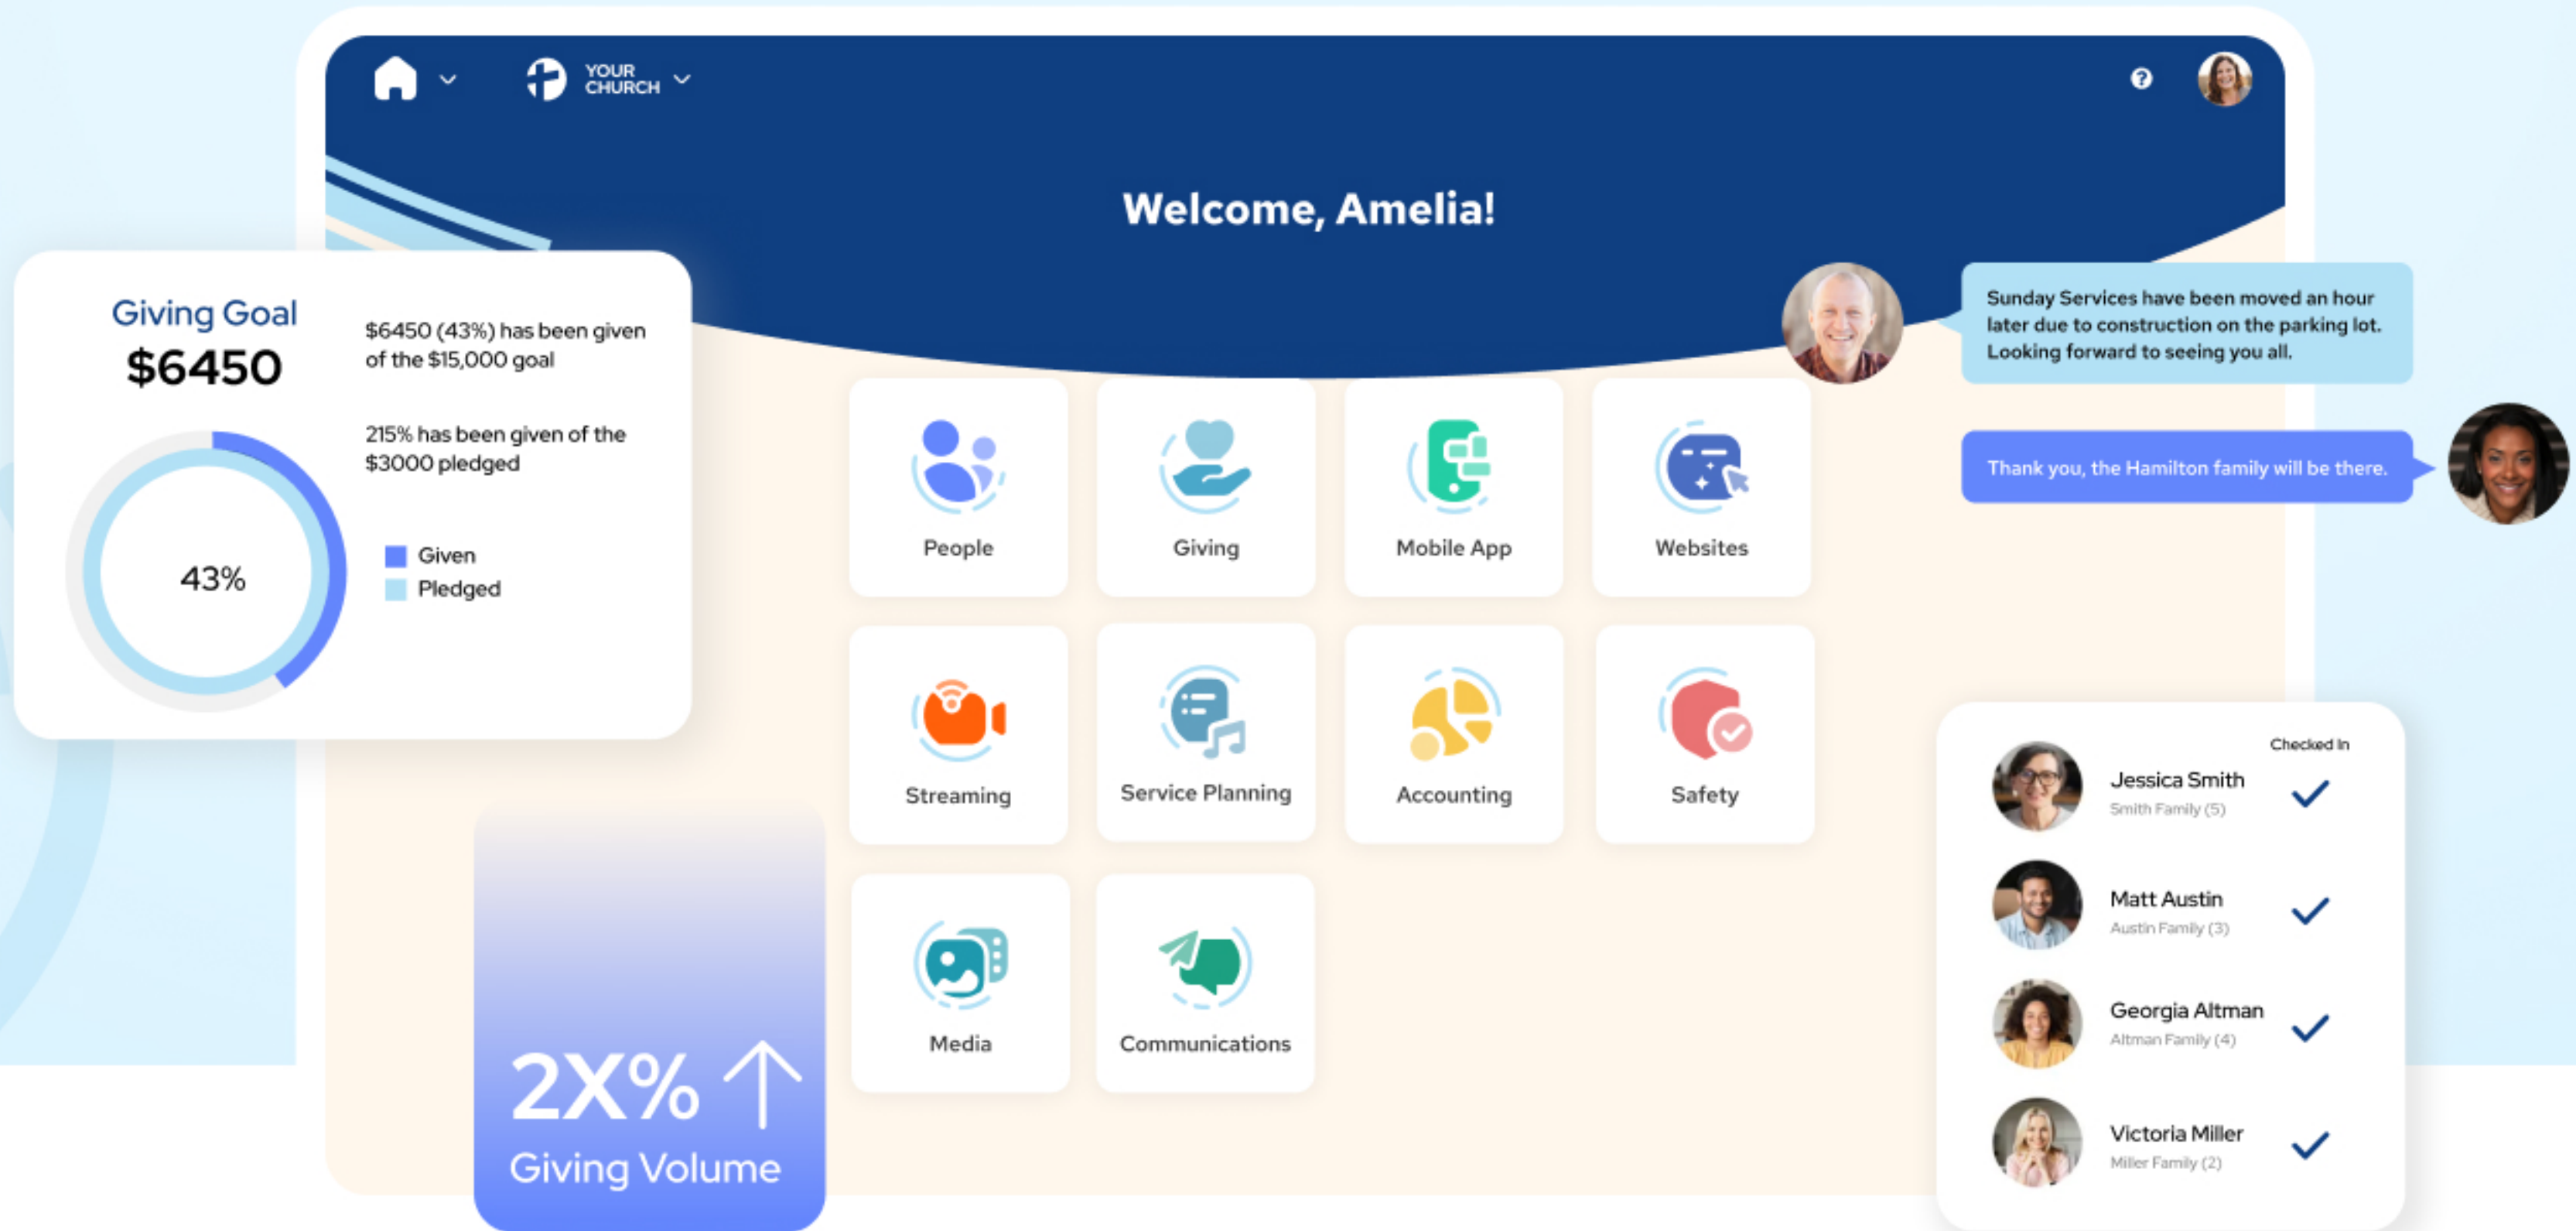 YOUR
CHURCH
?
Welcome, Amelia!
Giving Goal
$6450
$6450 (43%) has been given
of the $15,000 goal
215% has been given of the
$3000 pledged
43%
Given
Pledged
Sunday Services have been moved an hour
later due to construction on the parking lot.
Looking forward to seeing you all.
Thank you, the Hamilton family will be there.
People
Giving
Mobile App
Websites
Streaming
Service Planning
Accounting
Safety
Media
Communications
2X%
Giving Volume
Checked In
Jessica Smith
Smith Family (5)
Matt Austin
Austin Family (3)
Georgia Altman
Altman Family (4)
Victoria Miller
Miller Family (2)